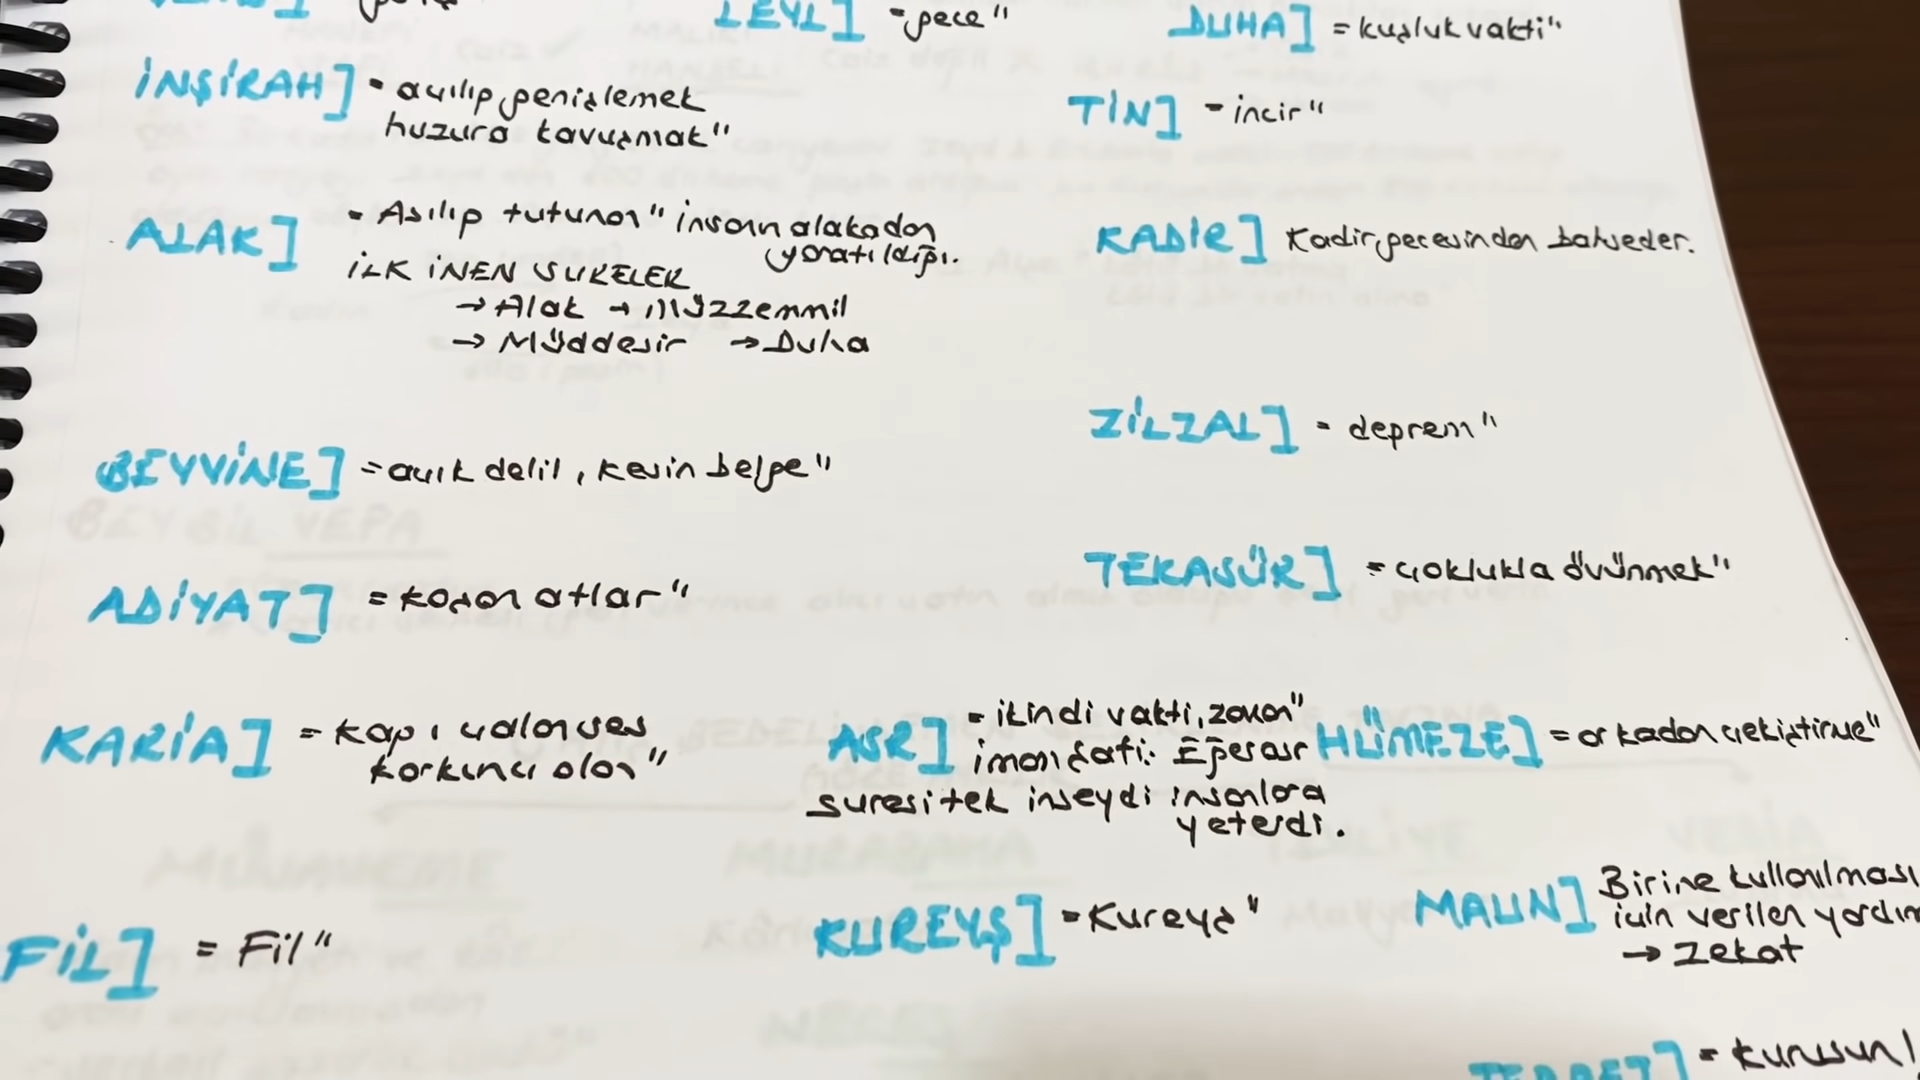 LEYL] "gece"
DUHA] "kuşluk vakti"
İNŞİRAH] "açılıp genişlemek
huzura kavuşmak"
TİN] "incir"
ALAK] "Asılıp tutunan" insanın alakadan
yaratıldığı.
İLK İNEN SURELER
→ Alak → Müzzemmil
→ Müddesir → Duha
KADİR] Kadir gecesinden bahseder.
ZİLZAL] "deprem"
BEYYİNE] "açık delil, kesin belge"
TEKASÜR] "çoklukla övünmek"
ADİYAT] "koşan atlar"
KARİA] "kapı çalan ses
korkuncu olan"
ASR] "ikindi vakti, zaman"
imam şafi: Eğer asır
suresi tek inseydi insanlara
yeterdi.
HÜMEZE] "arkadan çekiştirme"
FİL] "Fil"
KUREYŞ] "Kureyş"
MAUN] Birine kullanılması
için verilen yardım
→ zekat
TEBBET] "kurusun!